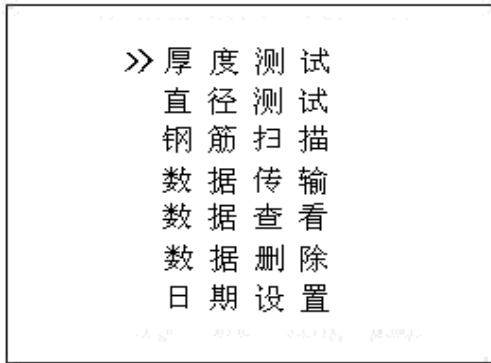 >> 厚度测试
直径测试
钢筋扫描
数据传输
数据查看
数据删除
日期设置